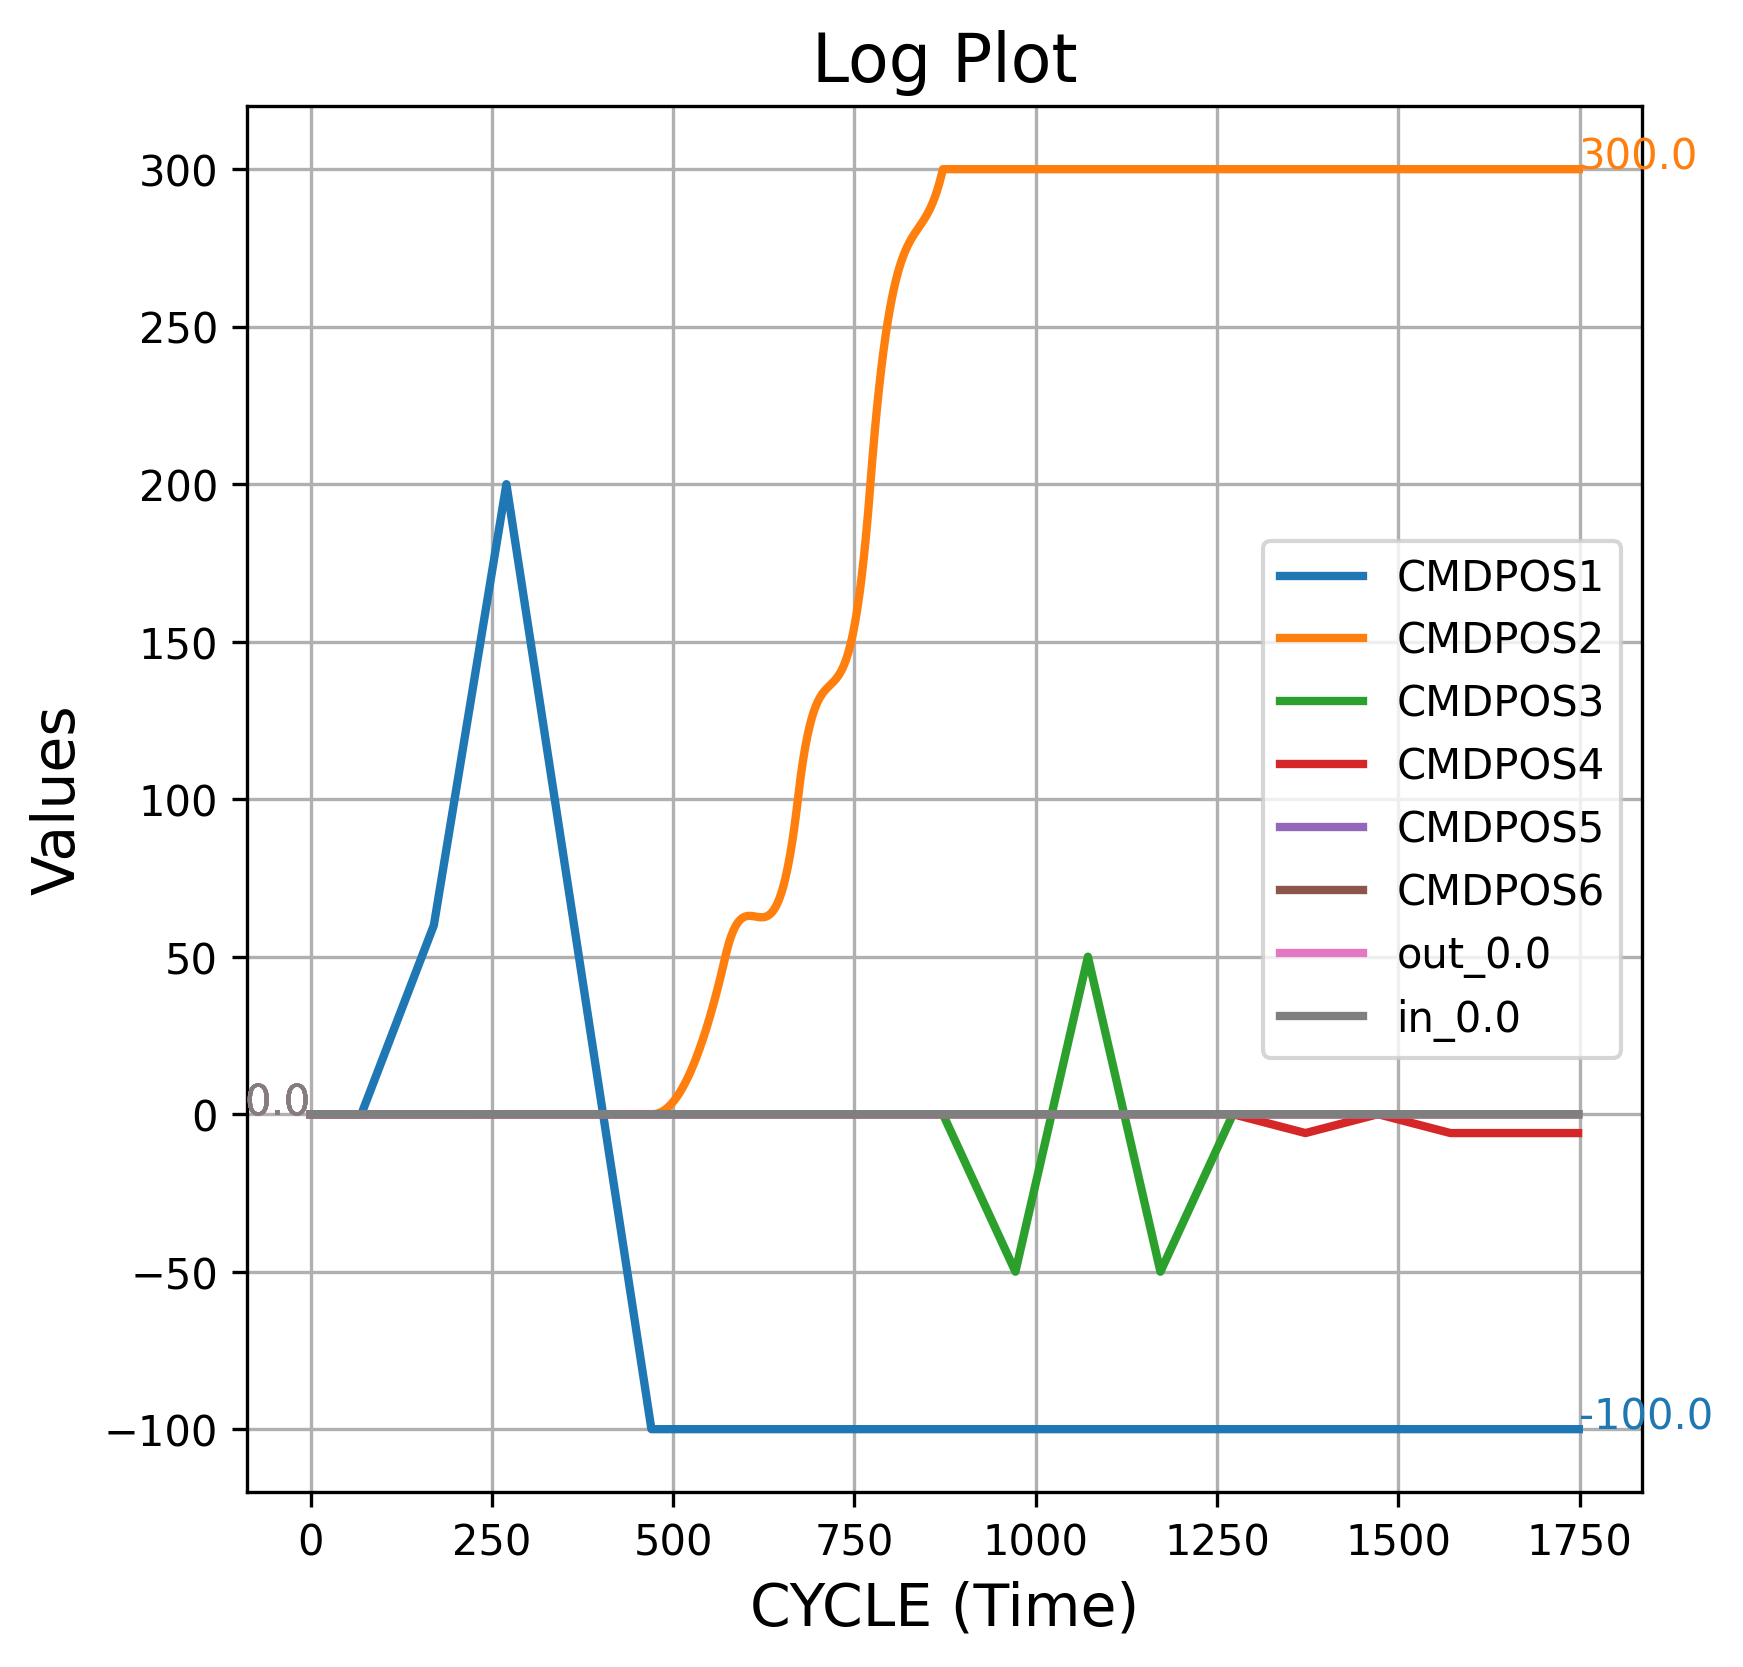 Log Plot
300.0
300
250
200
150
100
50
0
−50
−100
0.0
-100.0
Values
CMDPOS1
CMDPOS2
CMDPOS3
CMDPOS4
CMDPOS5
CMDPOS6
out_0.0
in_0.0
0 250 500 750 1000 1250 1500 1750
CYCLE (Time)